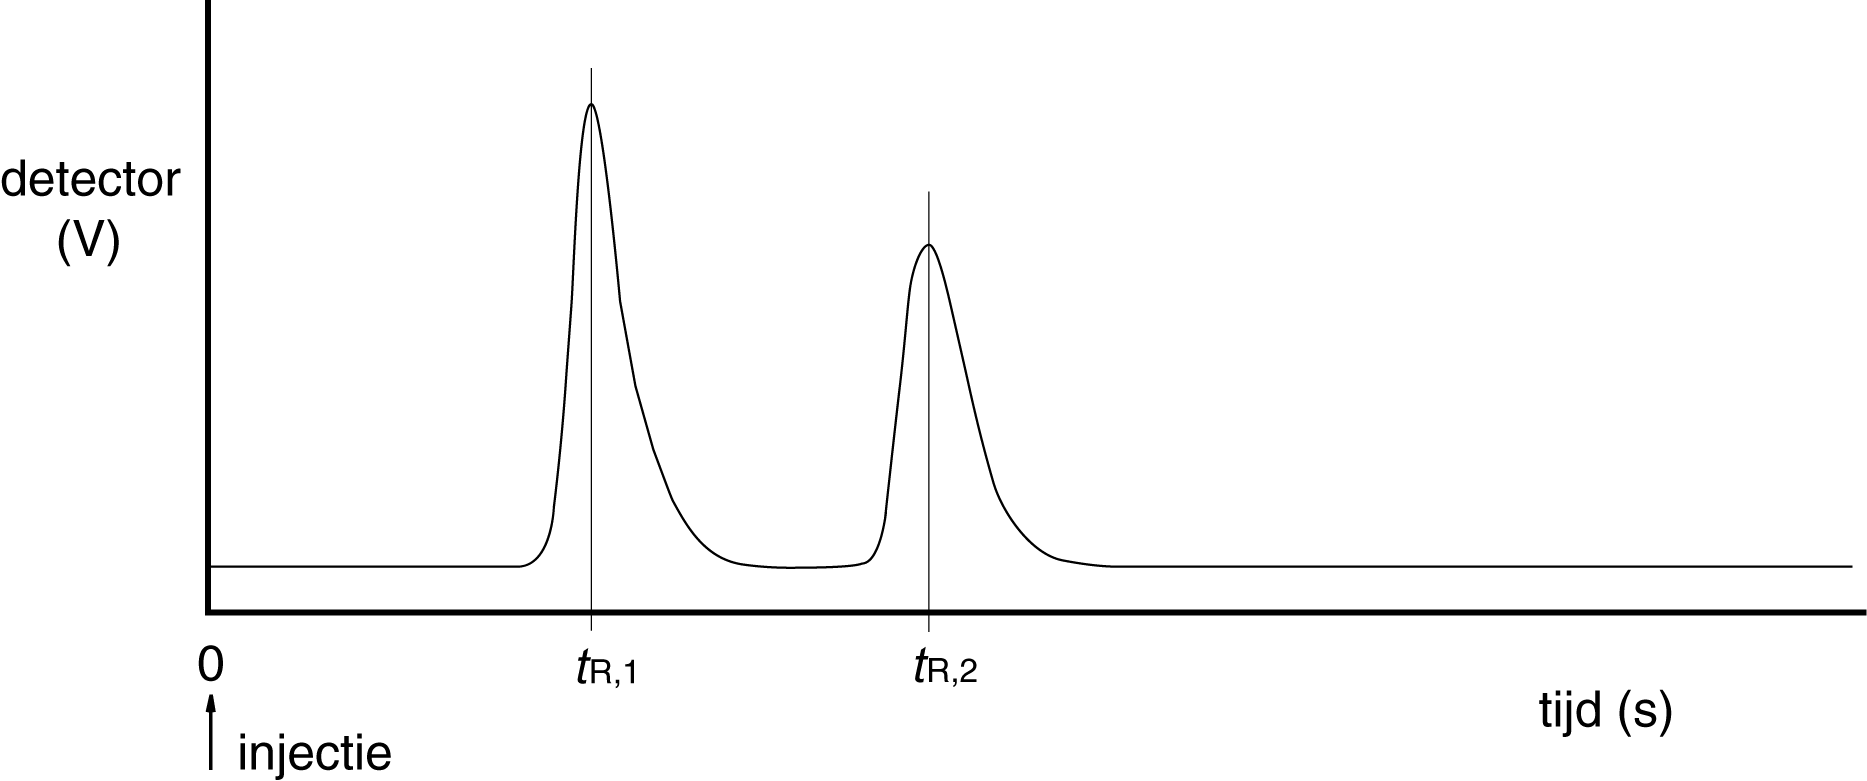 detector
(V)
0
tR,1
tR,2
tijd (s)
injectie